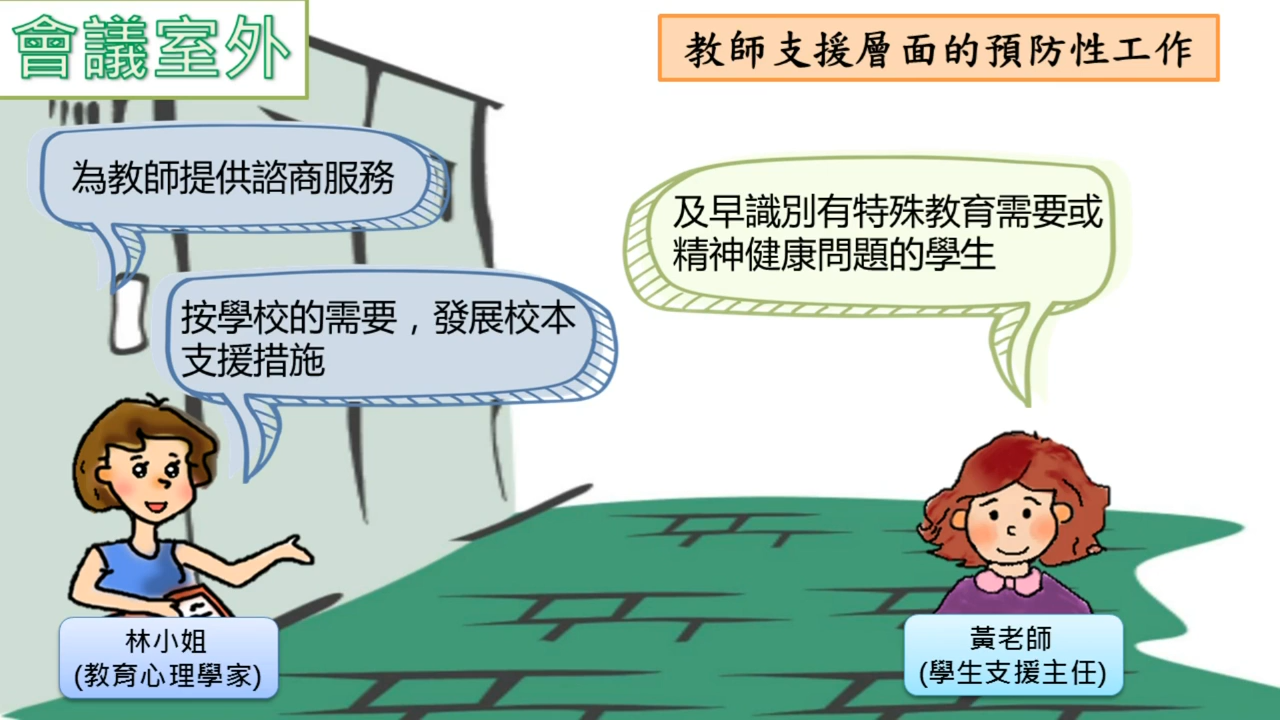 會議室外
教師支援層面的預防性工作
為教師提供諮商服務
按學校的需要，發展校本
支援措施
及早識別有特殊教育需要或
精神健康問題的學生
林小姐
(教育心理學家)
黃老師
(學生支援主任)